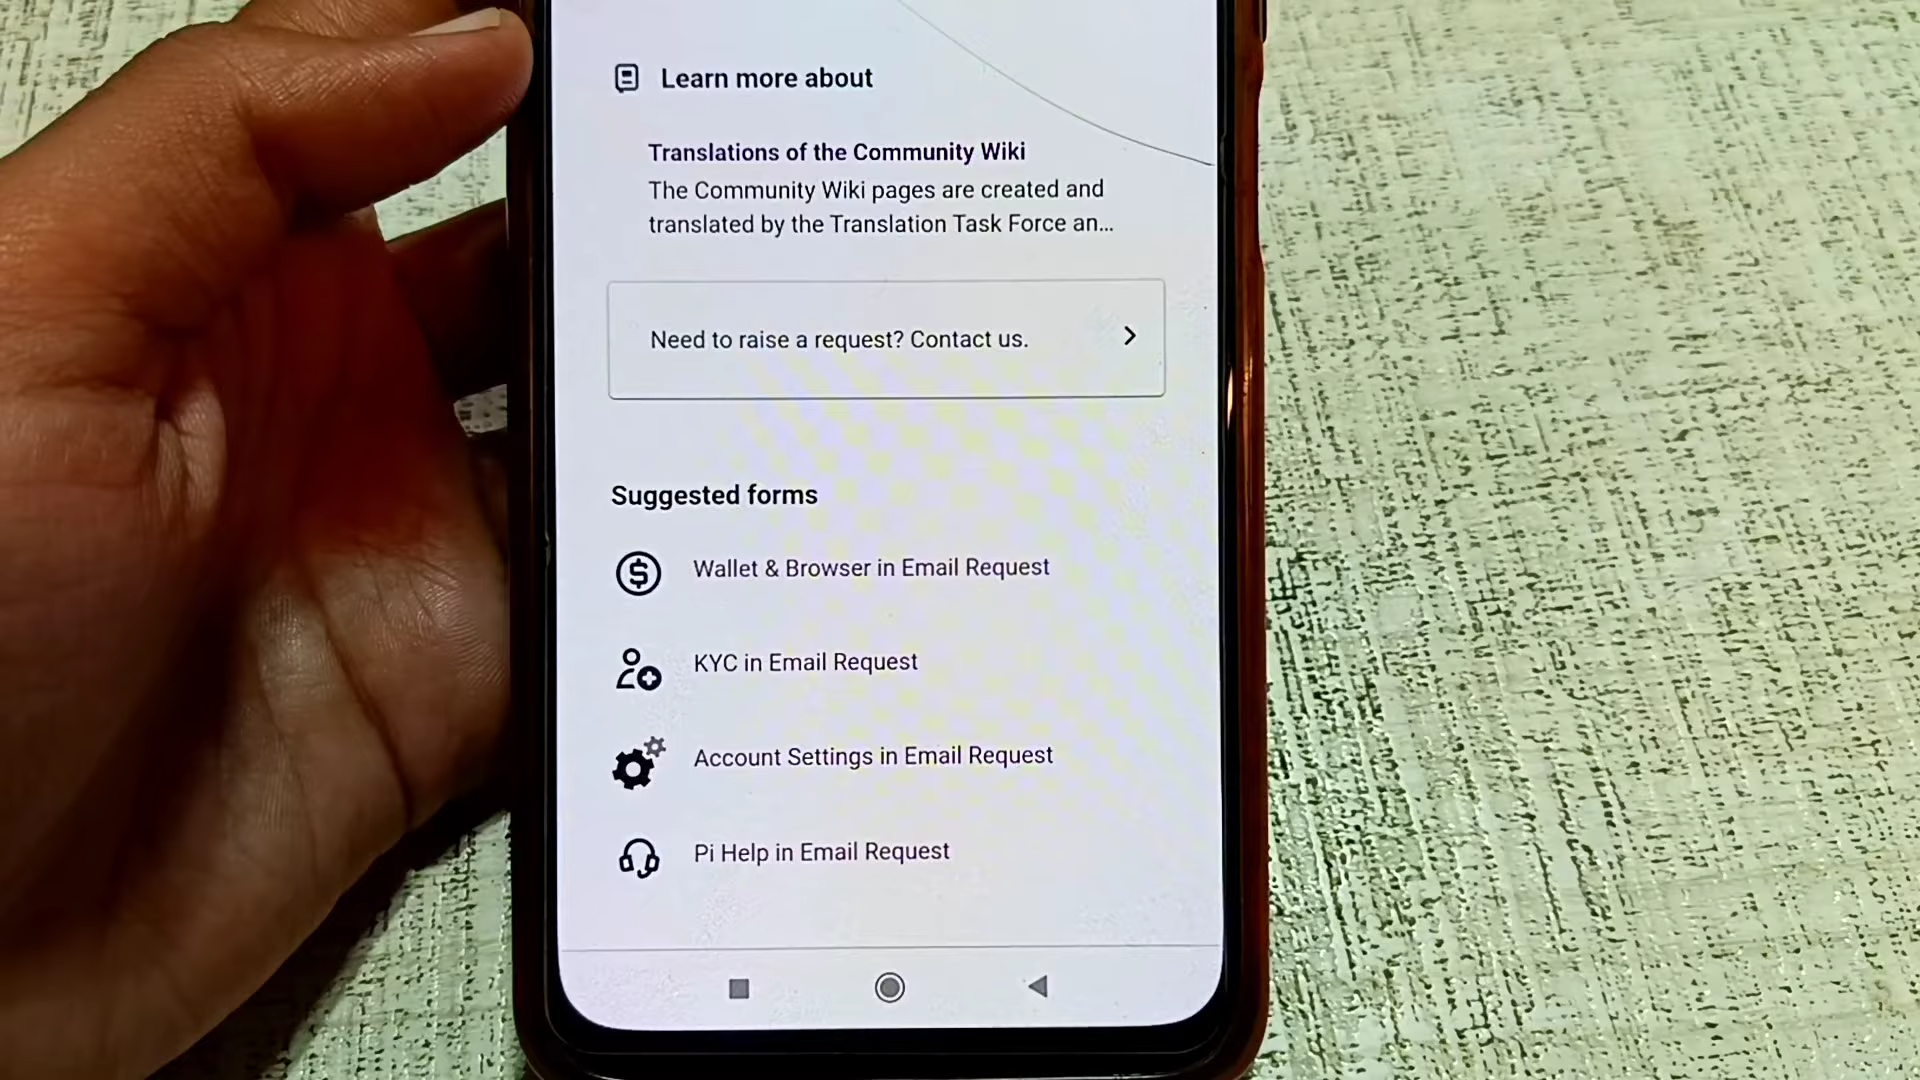 Learn more about
Translations of the Community Wiki
The Community Wiki pages are created and
translated by the Translation Task Force an...
Need to raise a request? Contact us.
Suggested forms
Wallet & Browser in Email Request
KYC in Email Request
Account Settings in Email Request
Pi Help in Email Request